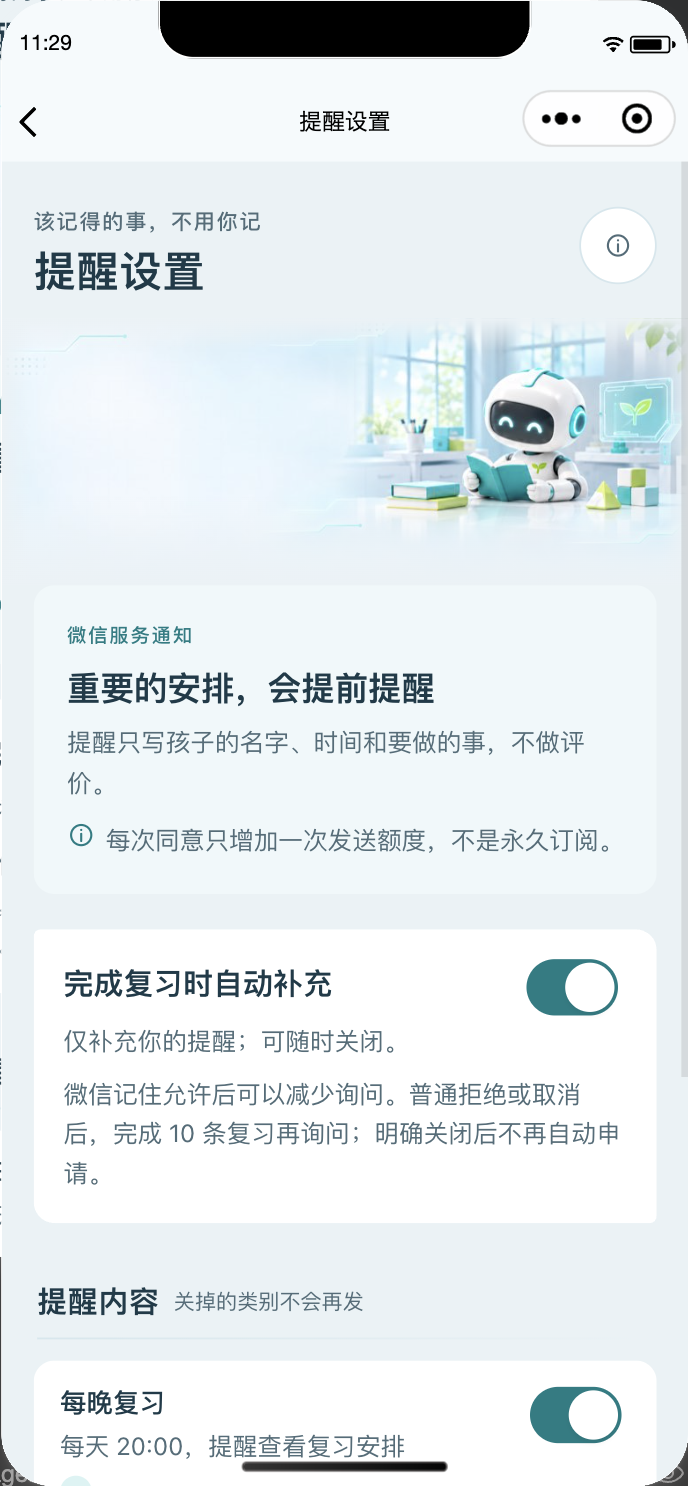 11:29
提醒设置
该记得的事，不用你记
提醒设置
微信服务通知
重要的安排，会提前提醒
提醒只写孩子的名字、时间和要做的事，不做评
价。
每次同意只增加一次发送额度，不是永久订阅。
完成复习时自动补充
仅补充你的提醒；可随时关闭。
微信记住允许后可以减少询问。普通拒绝或取消
后，完成 10 条复习再询问；明确关闭后不再自动申
请。
提醒内容 关掉的类别不会再发
每晚复习
每天 20:00，提醒查看复习安排